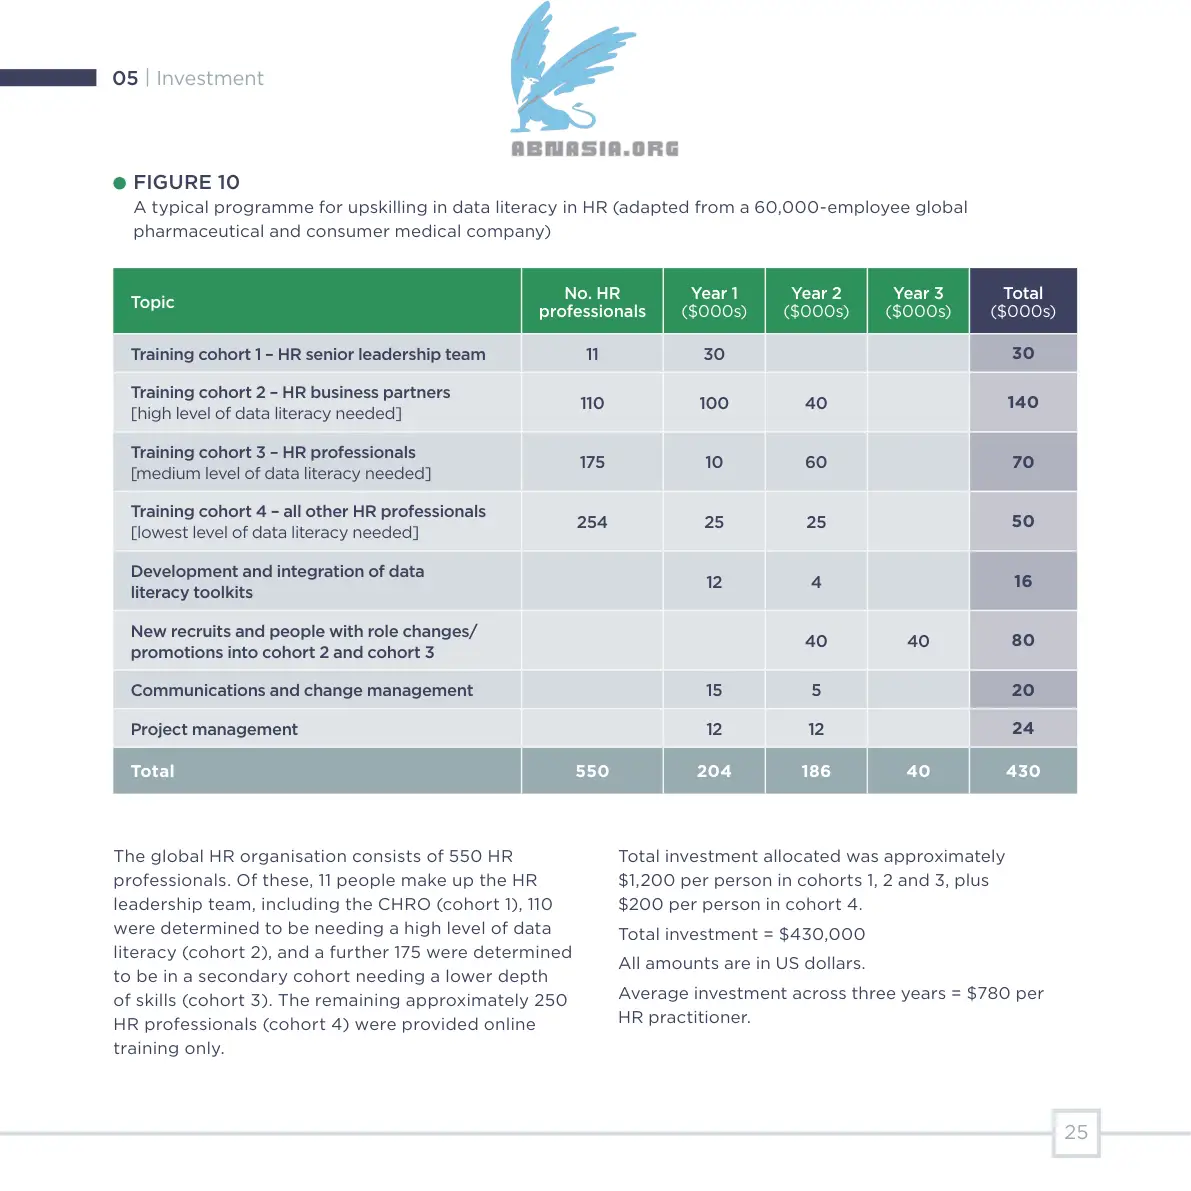 05 | Investment
ABNASIA.ORG
FIGURE 10
A typical programme for upskilling in data literacy in HR (adapted from a 60,000-employee global
pharmaceutical and consumer medical company)
Topic No. HR professionals Year 1 ($000s) Year 2 ($000s) Year 3 ($000s) Total ($000s)
Training cohort 1 – HR senior leadership team 11 30 30
Training cohort 2 – HR business partners
[high level of data literacy needed] 110 100 40 140
Training cohort 3 – HR professionals
[medium level of data literacy needed] 175 10 60 70
Training cohort 4 – all other HR professionals
[lowest level of data literacy needed] 254 25 25 50
Development and integration of data
literacy toolkits 12 4 16
New recruits and people with role changes/
promotions into cohort 2 and cohort 3 40 40 80
Communications and change management 15 5 20
Project management 12 12 24
Total 550 204 186 40 430
The global HR organisation consists of 550 HR
professionals. Of these, 11 people make up the HR
leadership team, including the CHRO (cohort 1), 110
were determined to be needing a high level of data
literacy (cohort 2), and a further 175 were determined
to be in a secondary cohort needing a lower depth
of skills (cohort 3). The remaining approximately 250
HR professionals (cohort 4) were provided online
training only.
Total investment allocated was approximately
$1,200 per person in cohorts 1, 2 and 3, plus
$200 per person in cohort 4.
Total investment = $430,000
All amounts are in US dollars.
Average investment across three years = $780 per
HR practitioner.
25